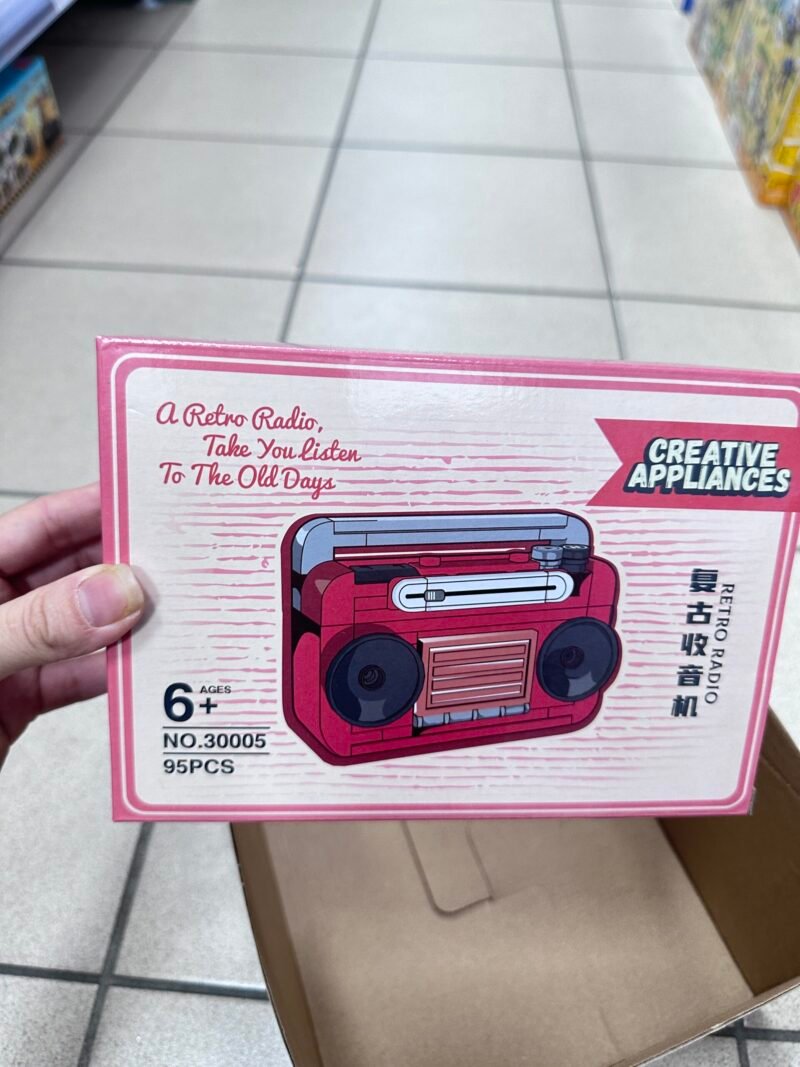 A Retro Radio,
Take You Listen
To The Old Days
CREATIVE
APPLIANCES
复古收音机
RETRO RADIO
6+
AGES
NO.30005
95PCS